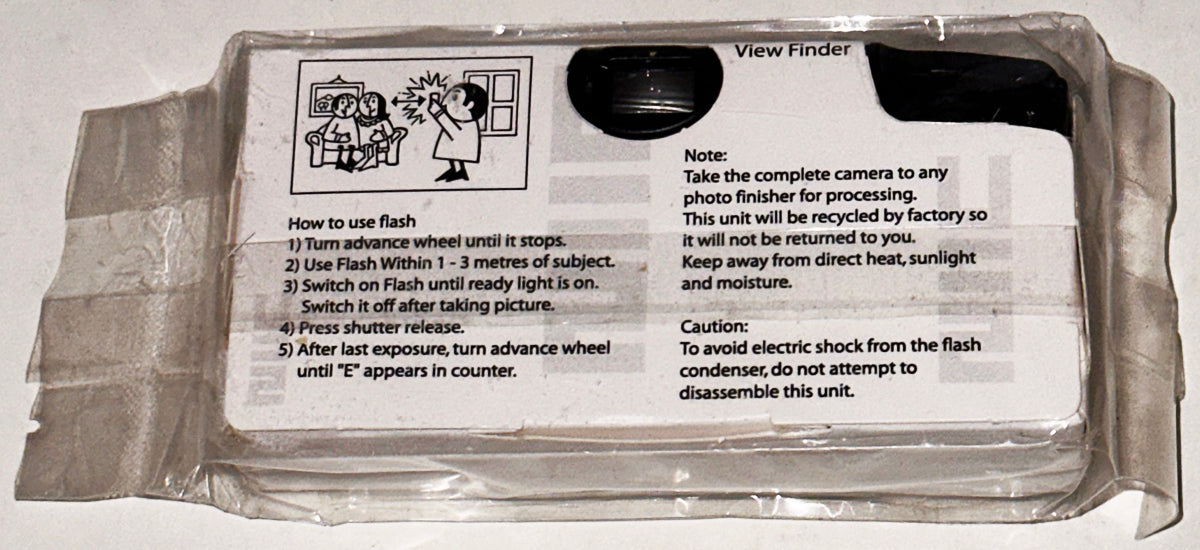 View Finder
How to use flash
1) Turn advance wheel until it stops.
2) Use Flash Within 1 - 3 metres of subject.
3) Switch on Flash until ready light is on.
Switch it off after taking picture.
4) Press shutter release.
5) After last exposure, turn advance wheel
until "E" appears in counter.
Note:
Take the complete camera to any
photo finisher for processing.
This unit will be recycled by factory so
it will not be returned to you.
Keep away from direct heat, sunlight
and moisture.
Caution:
To avoid electric shock from the flash
condenser, do not attempt to
disassemble this unit.